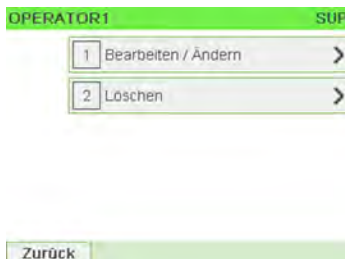 OPERATOR1 SUP
1 Bearbeiten / Ändern
2 Löschen
Zurück